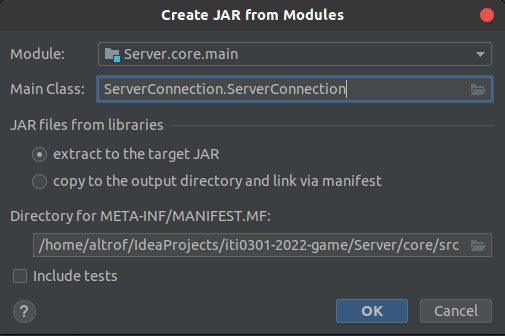 Create JAR from Modules
Module: Server.core.main
Main Class: ServerConnection.ServerConnection
JAR files from libraries
extract to the target JAR
copy to the output directory and link via manifest
Directory for META-INF/MANIFEST.MF:
/home/altrof/IdeaProjects/iti0301-2022-game/Server/core/src
Include tests
? OK Cancel